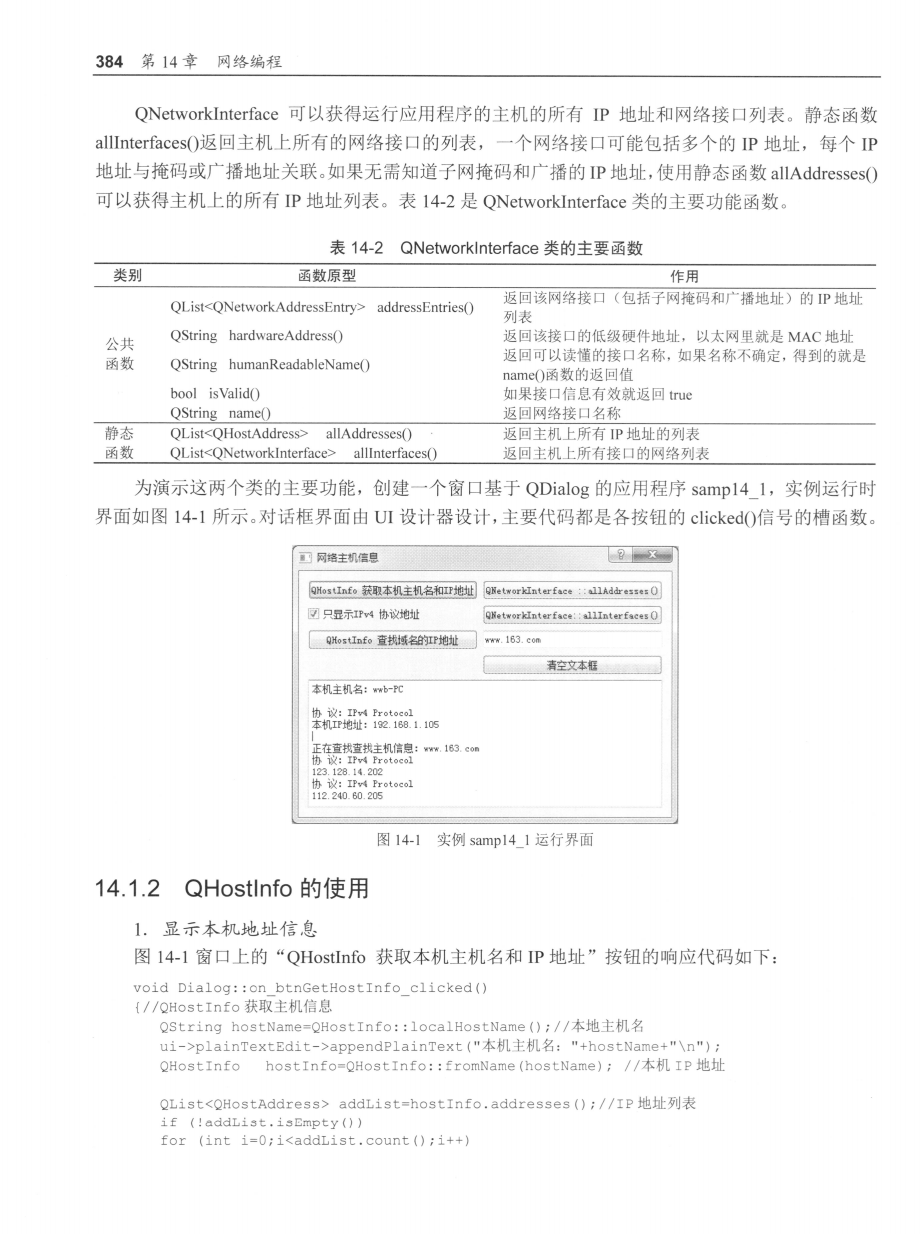 384 第 14 章 网络编程
QNetworkInterface 可以获得运行应用程序的主机的所有 IP 地址和网络接口列表。静态函数
allInterfaces()返回主机上所有的网络接口的列表，一个网络接口可能包括多个的 IP 地址，每个 IP
地址与掩码或广播地址关联。如果无需知道子网掩码和广播的 IP 地址，使用静态函数 allAddresses()
可以获得主机上的所有 IP 地址列表。表 14-2 是 QNetworkInterface 类的主要功能函数。
表 14-2 QNetworkInterface 类的主要函数
类别 函数原型 作用
公共
函数
QList<QNetworkAddressEntry> addressEntries() 返回该网络接口（包括子网掩码和广播地址）的 IP 地址
列表
QString hardwareAddress() 返回该接口的低级硬件地址，以太网里就是 MAC 地址
QString humanReadableName() 返回可以读懂的接口名称，如果名称不确定，得到的就是
name()函数的返回值
bool isValid() 如果接口信息有效就返回 true
QString name() 返回网络接口名称
静态 QList<QHostAddress> allAddresses() 返回主机上所有 IP 地址的列表
函数 QList<QNetworkInterface> allInterfaces() 返回主机上所有接口的网络列表
为演示这两个类的主要功能，创建一个窗口基于 QDialog 的应用程序 samp14_1，实例运行时
界面如图 14-1 所示。对话框界面由 UI 设计器设计，主要代码都是各按钮的 clicked()信号的槽函数。
网络主机信息
QHostInfo 获取本机主机名和IP地址 QNetworkInterface ::allAddresses()
只显示IPv4 协议地址 QNetworkInterface::allInterfaces()
QHostInfo 查找域名的IP地址 www.163.com
清空文本框
本机主机名：wwb-PC
协 议：IPv4 Protocol
本机IP地址：192.168.1.105
正在查找查找主机信息：www.163.com
协 议：IPv4 Protocol
123.128.14.202
协 议：IPv4 Protocol
112.240.60.205
图 14-1 实例 samp14_1 运行界面
14.1.2 QHostInfo 的使用
1．显示本机地址信息
图 14-1 窗口上的“QHostInfo 获取本机主机名和 IP 地址”按钮的响应代码如下：
void Dialog::on_btnGetHostInfo_clicked()
{//QHostInfo 获取主机信息
QString hostName=QHostInfo::localHostName();//本地主机名
ui->plainTextEdit->appendPlainText("本机主机名："+hostName+"\n");
QHostInfo hostInfo=QHostInfo::fromName(hostName); //本机 IP 地址
QList<QHostAddress> addList=hostInfo.addresses();//IP 地址列表
if (!addList.isEmpty())
for (int i=0;i<addList.count();i++)